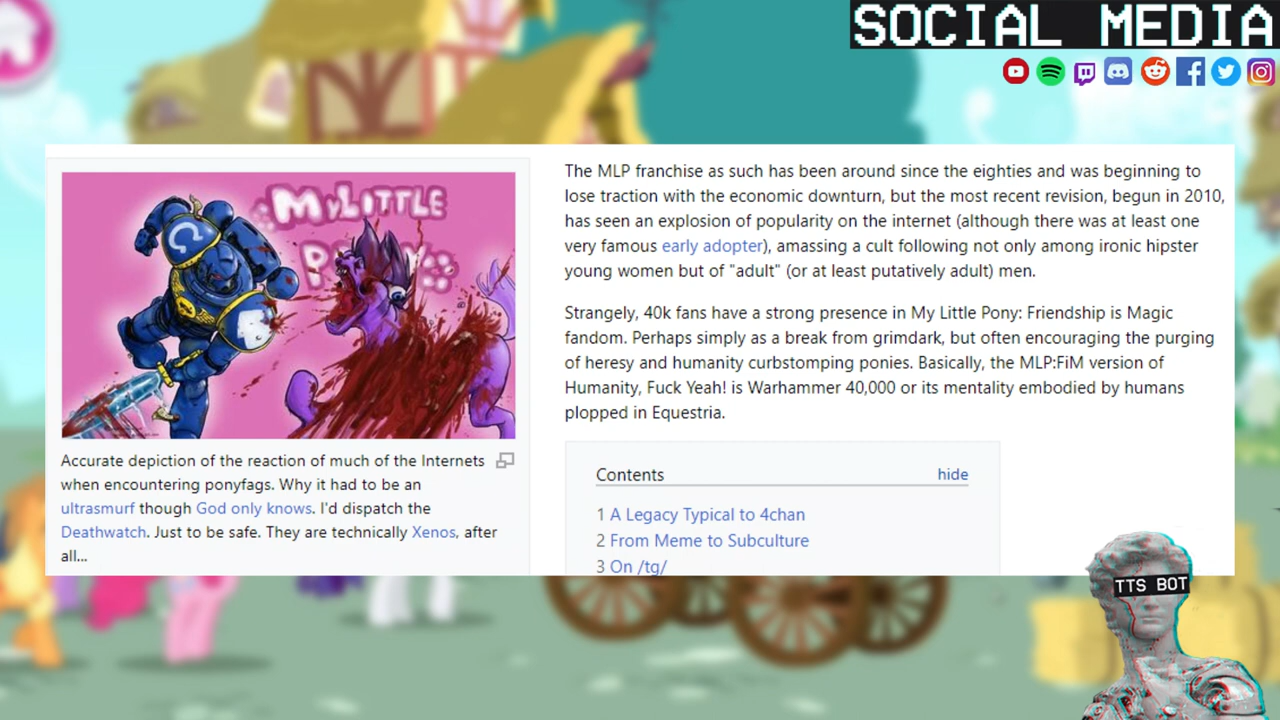 SOCIAL MEDIA
MY LITTLE
PONY
The MLP franchise as such has been around since the eighties and was beginning to
lose traction with the economic downturn, but the most recent revision, begun in 2010,
has seen an explosion of popularity on the internet (although there was at least one
very famous early adopter), amassing a cult following not only among ironic hipster
young women but of "adult" (or at least putatively adult) men.
Strangely, 40k fans have a strong presence in My Little Pony: Friendship is Magic
fandom. Perhaps simply as a break from grimdark, but often encouraging the purging
of heresy and humanity curbstomping ponies. Basically, the MLP:FiM version of
Humanity, Fuck Yeah! is Warhammer 40,000 or its mentality embodied by humans
plopped in Equestria.
Accurate depiction of the reaction of much of the Internets
when encountering ponyfags. Why it had to be an
ultrasmurf though God only knows. I'd dispatch the
Deathwatch. Just to be safe. They are technically Xenos, after
all...
Contents
hide
1 A Legacy Typical to 4chan
2 From Meme to Subculture
3 On /tg/
TTS BOT